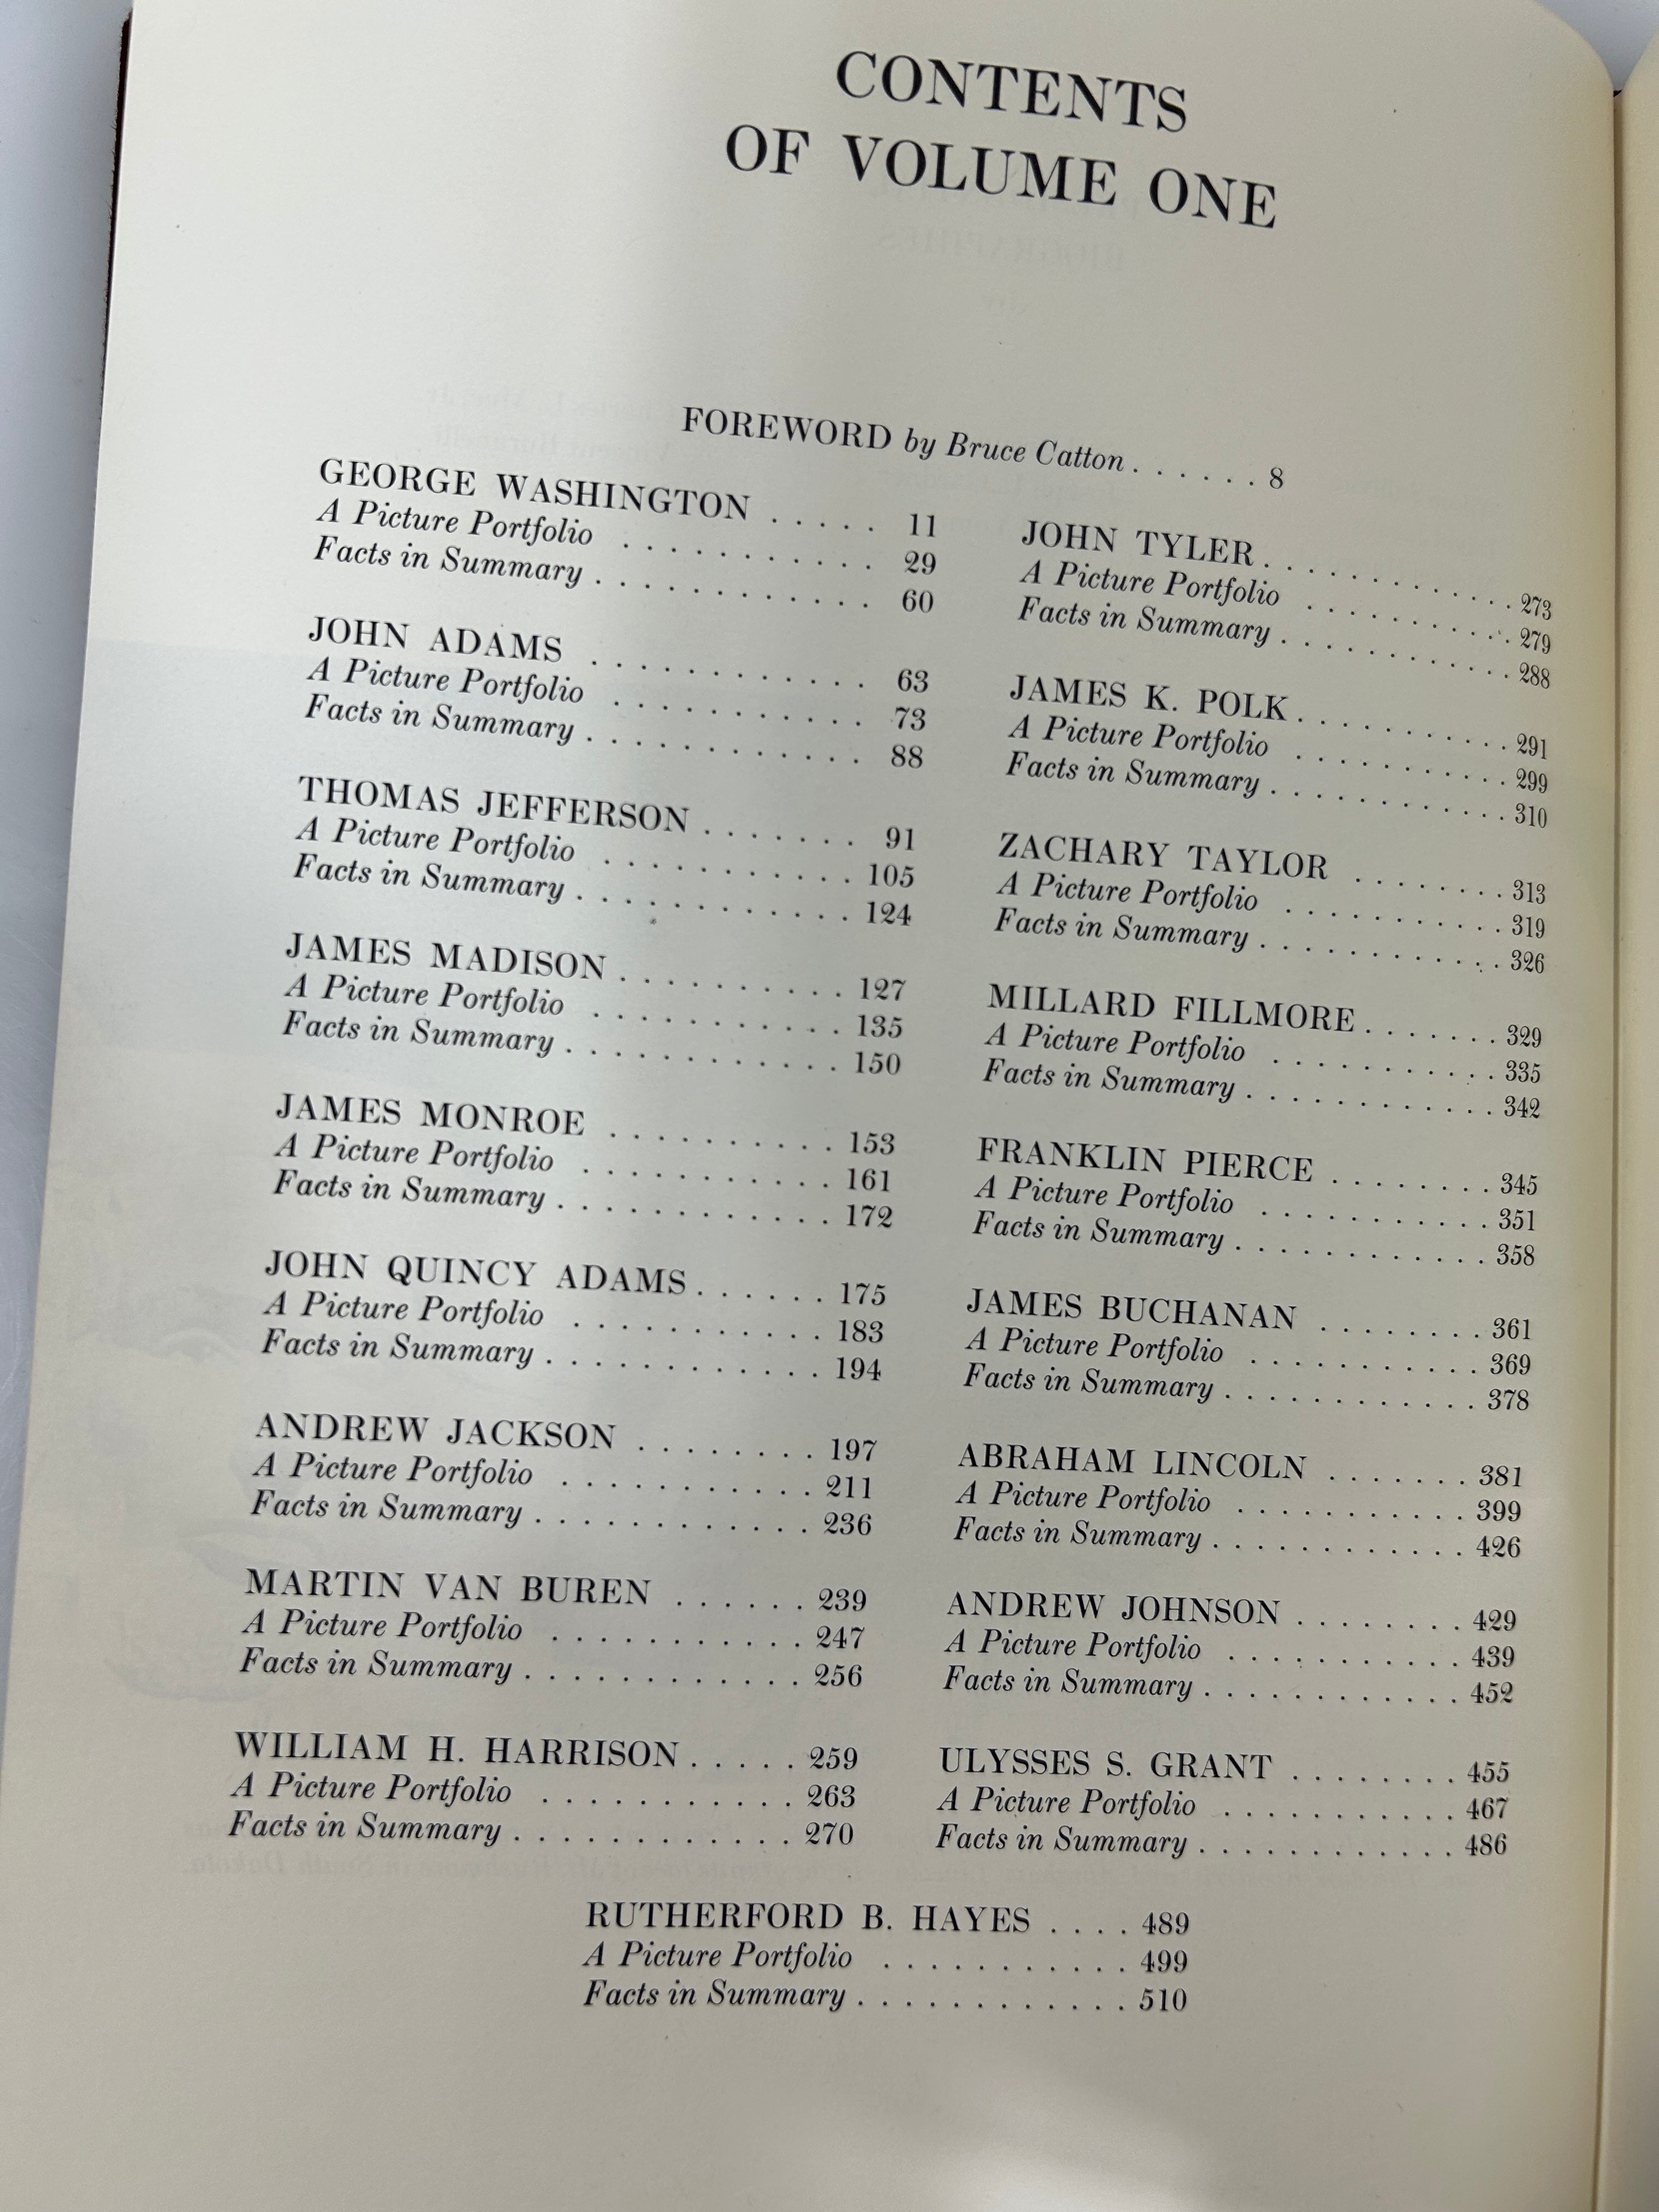 CONTENTS
OF VOLUME ONE
FOREWORD by Bruce Catton . . . . . . 8
GEORGE WASHINGTON . . . . . 11
A Picture Portfolio . . . . . . . . . . . 29
Facts in Summary . . . . . . . . . . . . 60
JOHN ADAMS . . . . . . . . . . . . 63
A Picture Portfolio . . . . . . . . . . . 73
Facts in Summary . . . . . . . . . . . . 88
THOMAS JEFFERSON . . . . . . . 91
A Picture Portfolio . . . . . . . . . . . 105
Facts in Summary . . . . . . . . . . . . 124
JAMES MADISON . . . . . . . . . . 127
A Picture Portfolio . . . . . . . . . . . 135
Facts in Summary . . . . . . . . . . . . 150
JAMES MONROE . . . . . . . . . . 153
A Picture Portfolio . . . . . . . . . . . 161
Facts in Summary . . . . . . . . . . . . 172
JOHN QUINCY ADAMS . . . . . . 175
A Picture Portfolio . . . . . . . . . . . 183
Facts in Summary . . . . . . . . . . . . 194
ANDREW JACKSON . . . . . . . . 197
A Picture Portfolio . . . . . . . . . . . 211
Facts in Summary . . . . . . . . . . . . 236
MARTIN VAN BUREN . . . . . . 239
A Picture Portfolio . . . . . . . . . . . 247
Facts in Summary . . . . . . . . . . . . 256
WILLIAM H. HARRISON . . . . . 259
A Picture Portfolio . . . . . . . . . . . 263
Facts in Summary . . . . . . . . . . . . 270
JOHN TYLER . . . . . . . . . . . . 273
A Picture Portfolio . . . . . . . . . . . 279
Facts in Summary . . . . . . . . . . . . 288
JAMES K. POLK . . . . . . . . . . . 291
A Picture Portfolio . . . . . . . . . . . 299
Facts in Summary . . . . . . . . . . . . 310
ZACHARY TAYLOR . . . . . . . . 313
A Picture Portfolio . . . . . . . . . . . 319
Facts in Summary . . . . . . . . . . . . 326
MILLARD FILLMORE . . . . . . . 329
A Picture Portfolio . . . . . . . . . . . 335
Facts in Summary . . . . . . . . . . . . 342
FRANKLIN PIERCE . . . . . . . . 345
A Picture Portfolio . . . . . . . . . . . 351
Facts in Summary . . . . . . . . . . . . 358
JAMES BUCHANAN . . . . . . . . 361
A Picture Portfolio . . . . . . . . . . . 369
Facts in Summary . . . . . . . . . . . . 378
ABRAHAM LINCOLN . . . . . . . 381
A Picture Portfolio . . . . . . . . . . . 399
Facts in Summary . . . . . . . . . . . . 426
ANDREW JOHNSON . . . . . . . . 429
A Picture Portfolio . . . . . . . . . . . 439
Facts in Summary . . . . . . . . . . . . 452
ULYSSES S. GRANT . . . . . . . . 455
A Picture Portfolio . . . . . . . . . . . 467
Facts in Summary . . . . . . . . . . . . 486
RUTHERFORD B. HAYES . . . . 489
A Picture Portfolio . . . . . . . . . . . 499
Facts in Summary . . . . . . . . . . . . 510